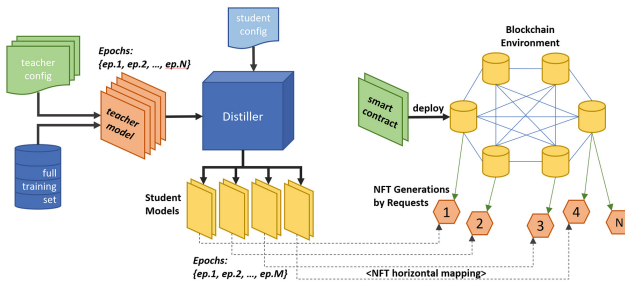 student
config
Blockchain
Environment
teacher
config
Epochs:
{ep.1, ep.2, ..., ep.N}
teacher
model
Distiller
smart
contract
deploy
full
training
set
Student
Models
NFT Generations
by Requests
1
2
3
4
N
Epochs:
{ep.1, ep.2, ..., ep.M}
<NFT horizontal mapping>